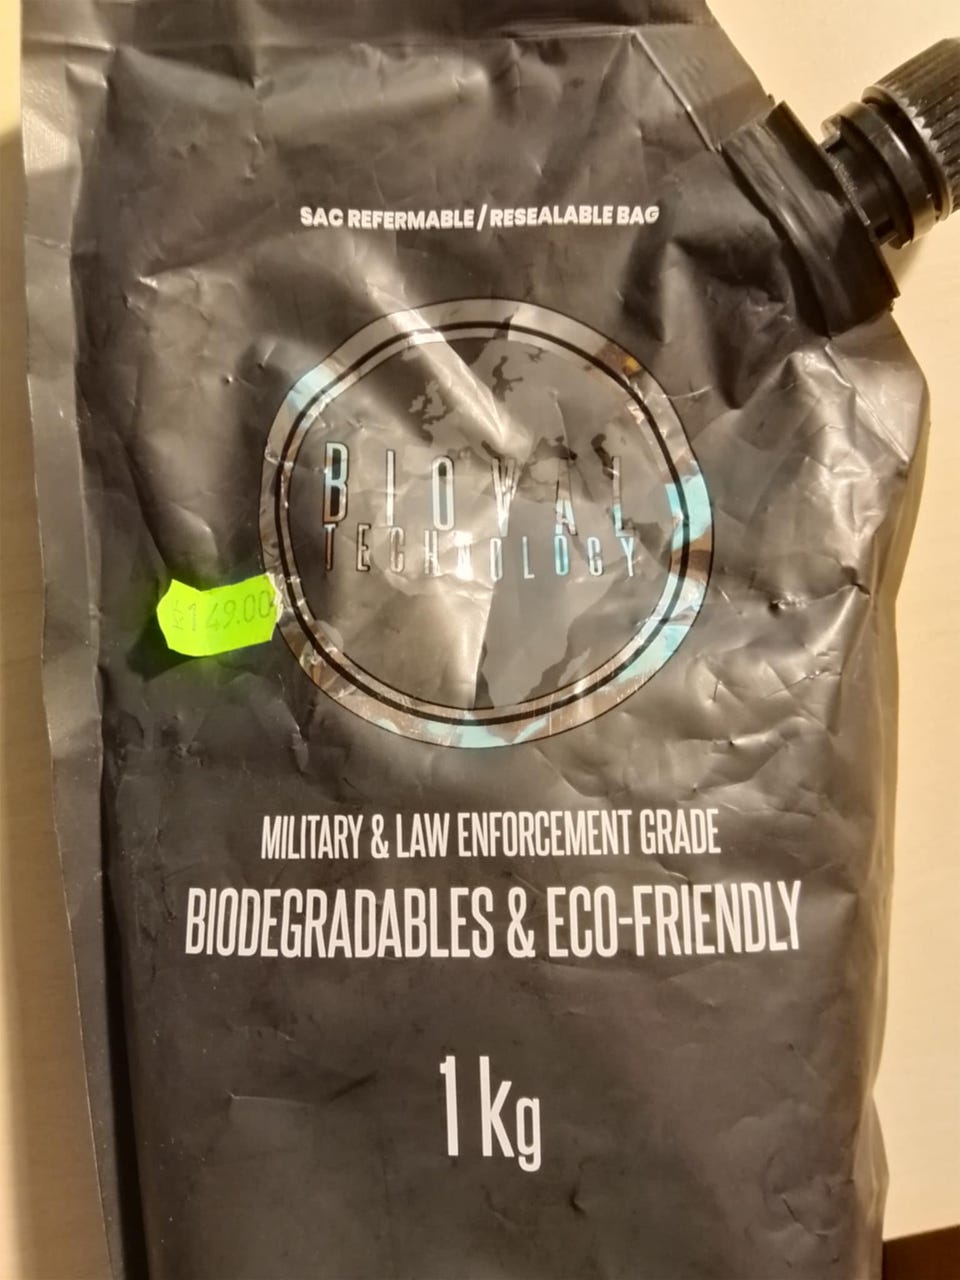 SAC REFERMABLE / RESEALABLE BAG
BIOVAL
TECHNOLOGY
149.00
MILITARY & LAW ENFORCEMENT GRADE
BIODEGRADABLES & ECO-FRIENDLY
1 kg